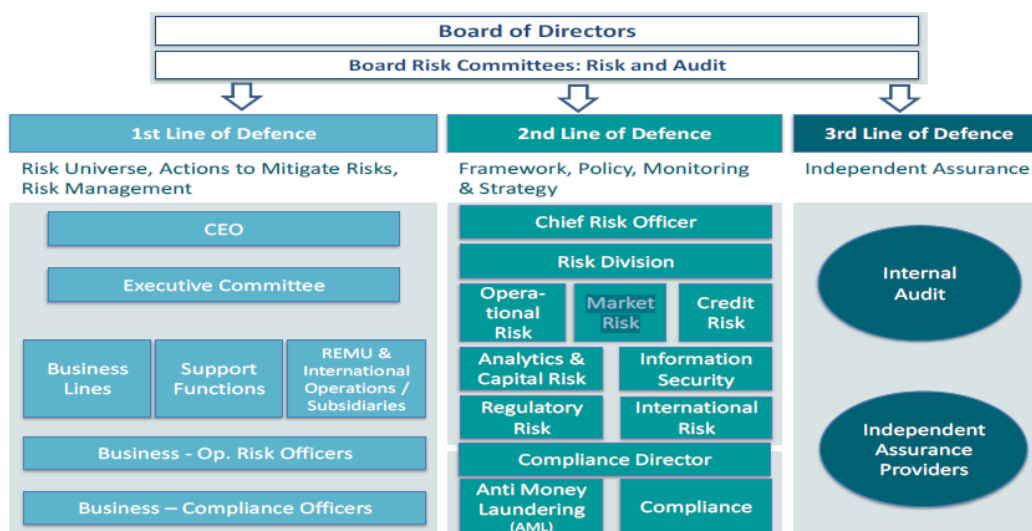 Board of Directors
Board Risk Committees: Risk and Audit
1st Line of Defence
Risk Universe, Actions to Mitigate Risks,
Risk Management
CEO
Executive Committee
Business
Lines
Support
Functions
REMU &
International
Operations /
Subsidiaries
Business - Op. Risk Officers
Business – Compliance Officers
2nd Line of Defence
Framework, Policy, Monitoring
& Strategy
Chief Risk Officer
Risk Division
Opera-
tional
Risk
Market
Risk
Credit
Risk
Analytics &
Capital Risk
Information
Security
Regulatory
Risk
International
Risk
Compliance Director
Anti Money
Laundering
(AML)
Compliance
3rd Line of Defence
Independent Assurance
Internal
Audit
Independent
Assurance
Providers